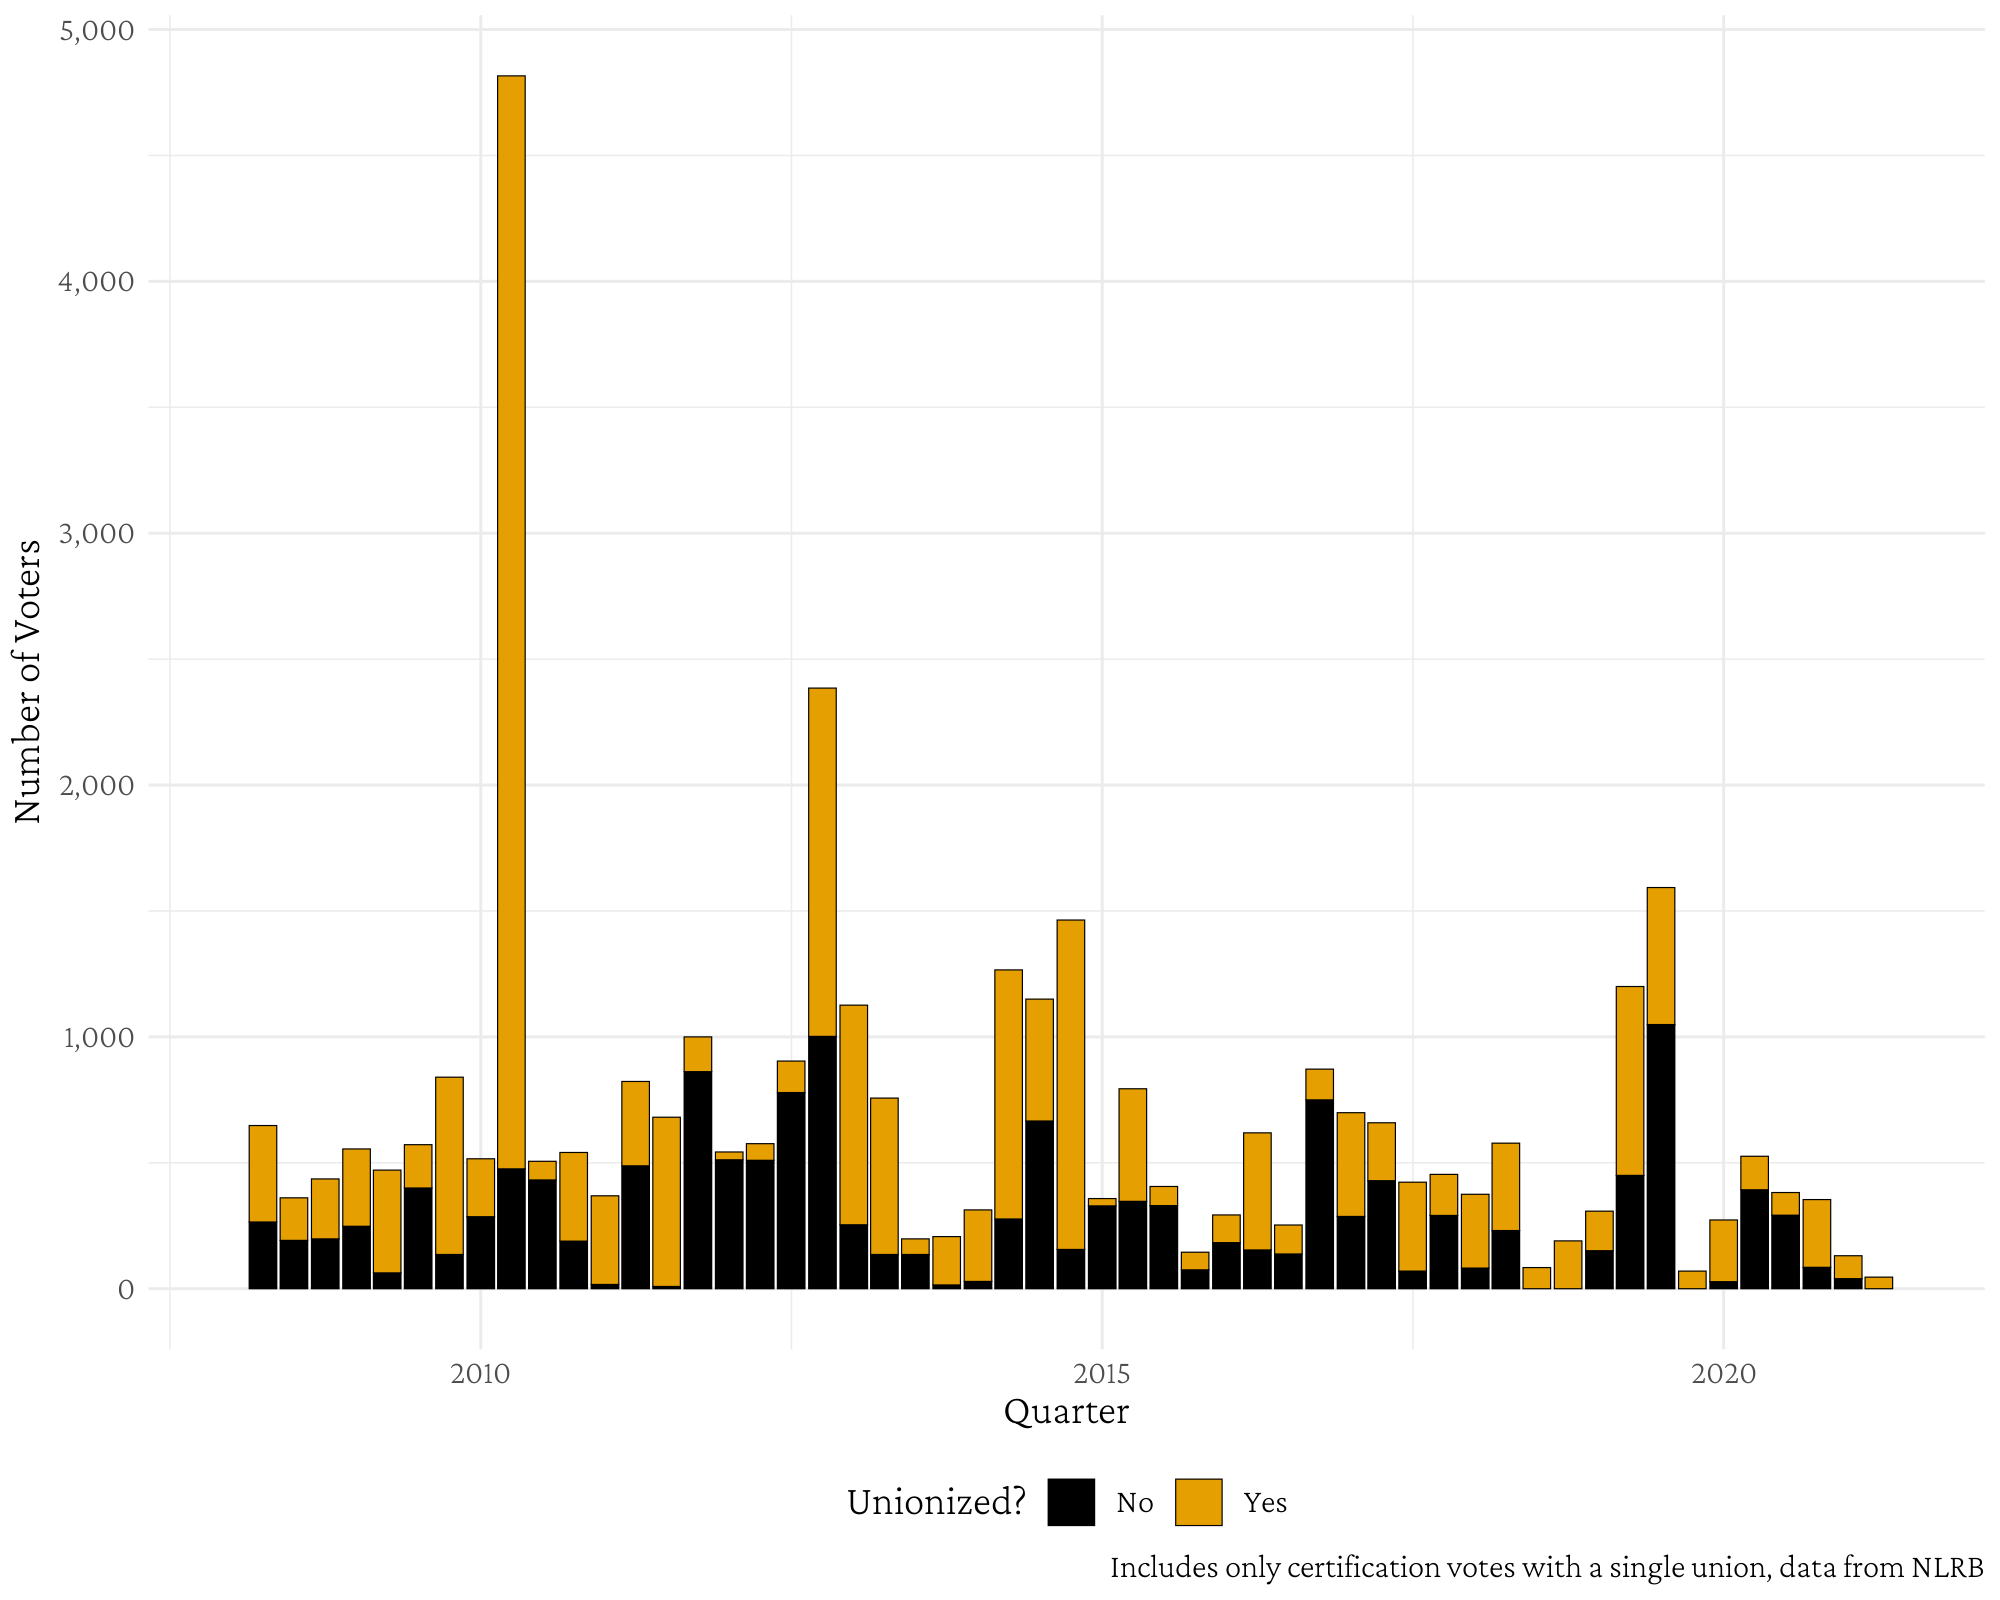 5,000
4,000
3,000
2,000
1,000
0
Number of Voters
2010 2015 2020
Quarter
Unionized? No Yes
Includes only certification votes with a single union, data from NLRB